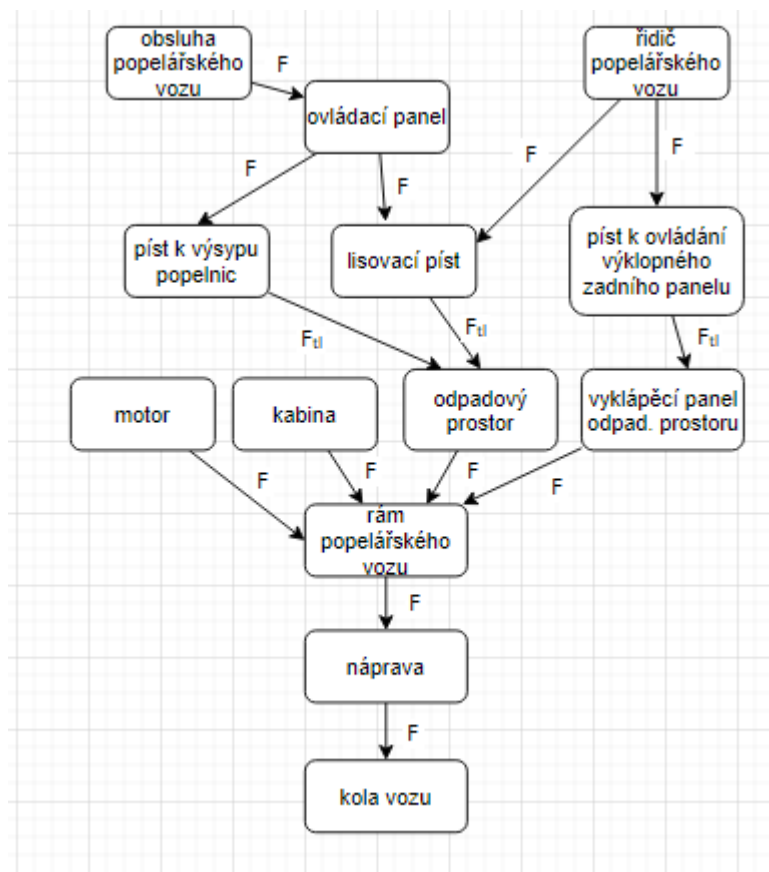 obsluha
popelářského
vozu
řidič
popelářského
vozu
F
ovládací panel
F
F
F
F
píst k výsypu
popelnic
lisovací píst
píst k ovládání
výklopného
zadního panelu
Ftl
Ftl
Ftl
motor
kabina
odpadový
prostor
vyklápěcí panel
odpad. prostoru
F
F
F
F
rám
popelářského
vozu
F
náprava
F
kola vozu